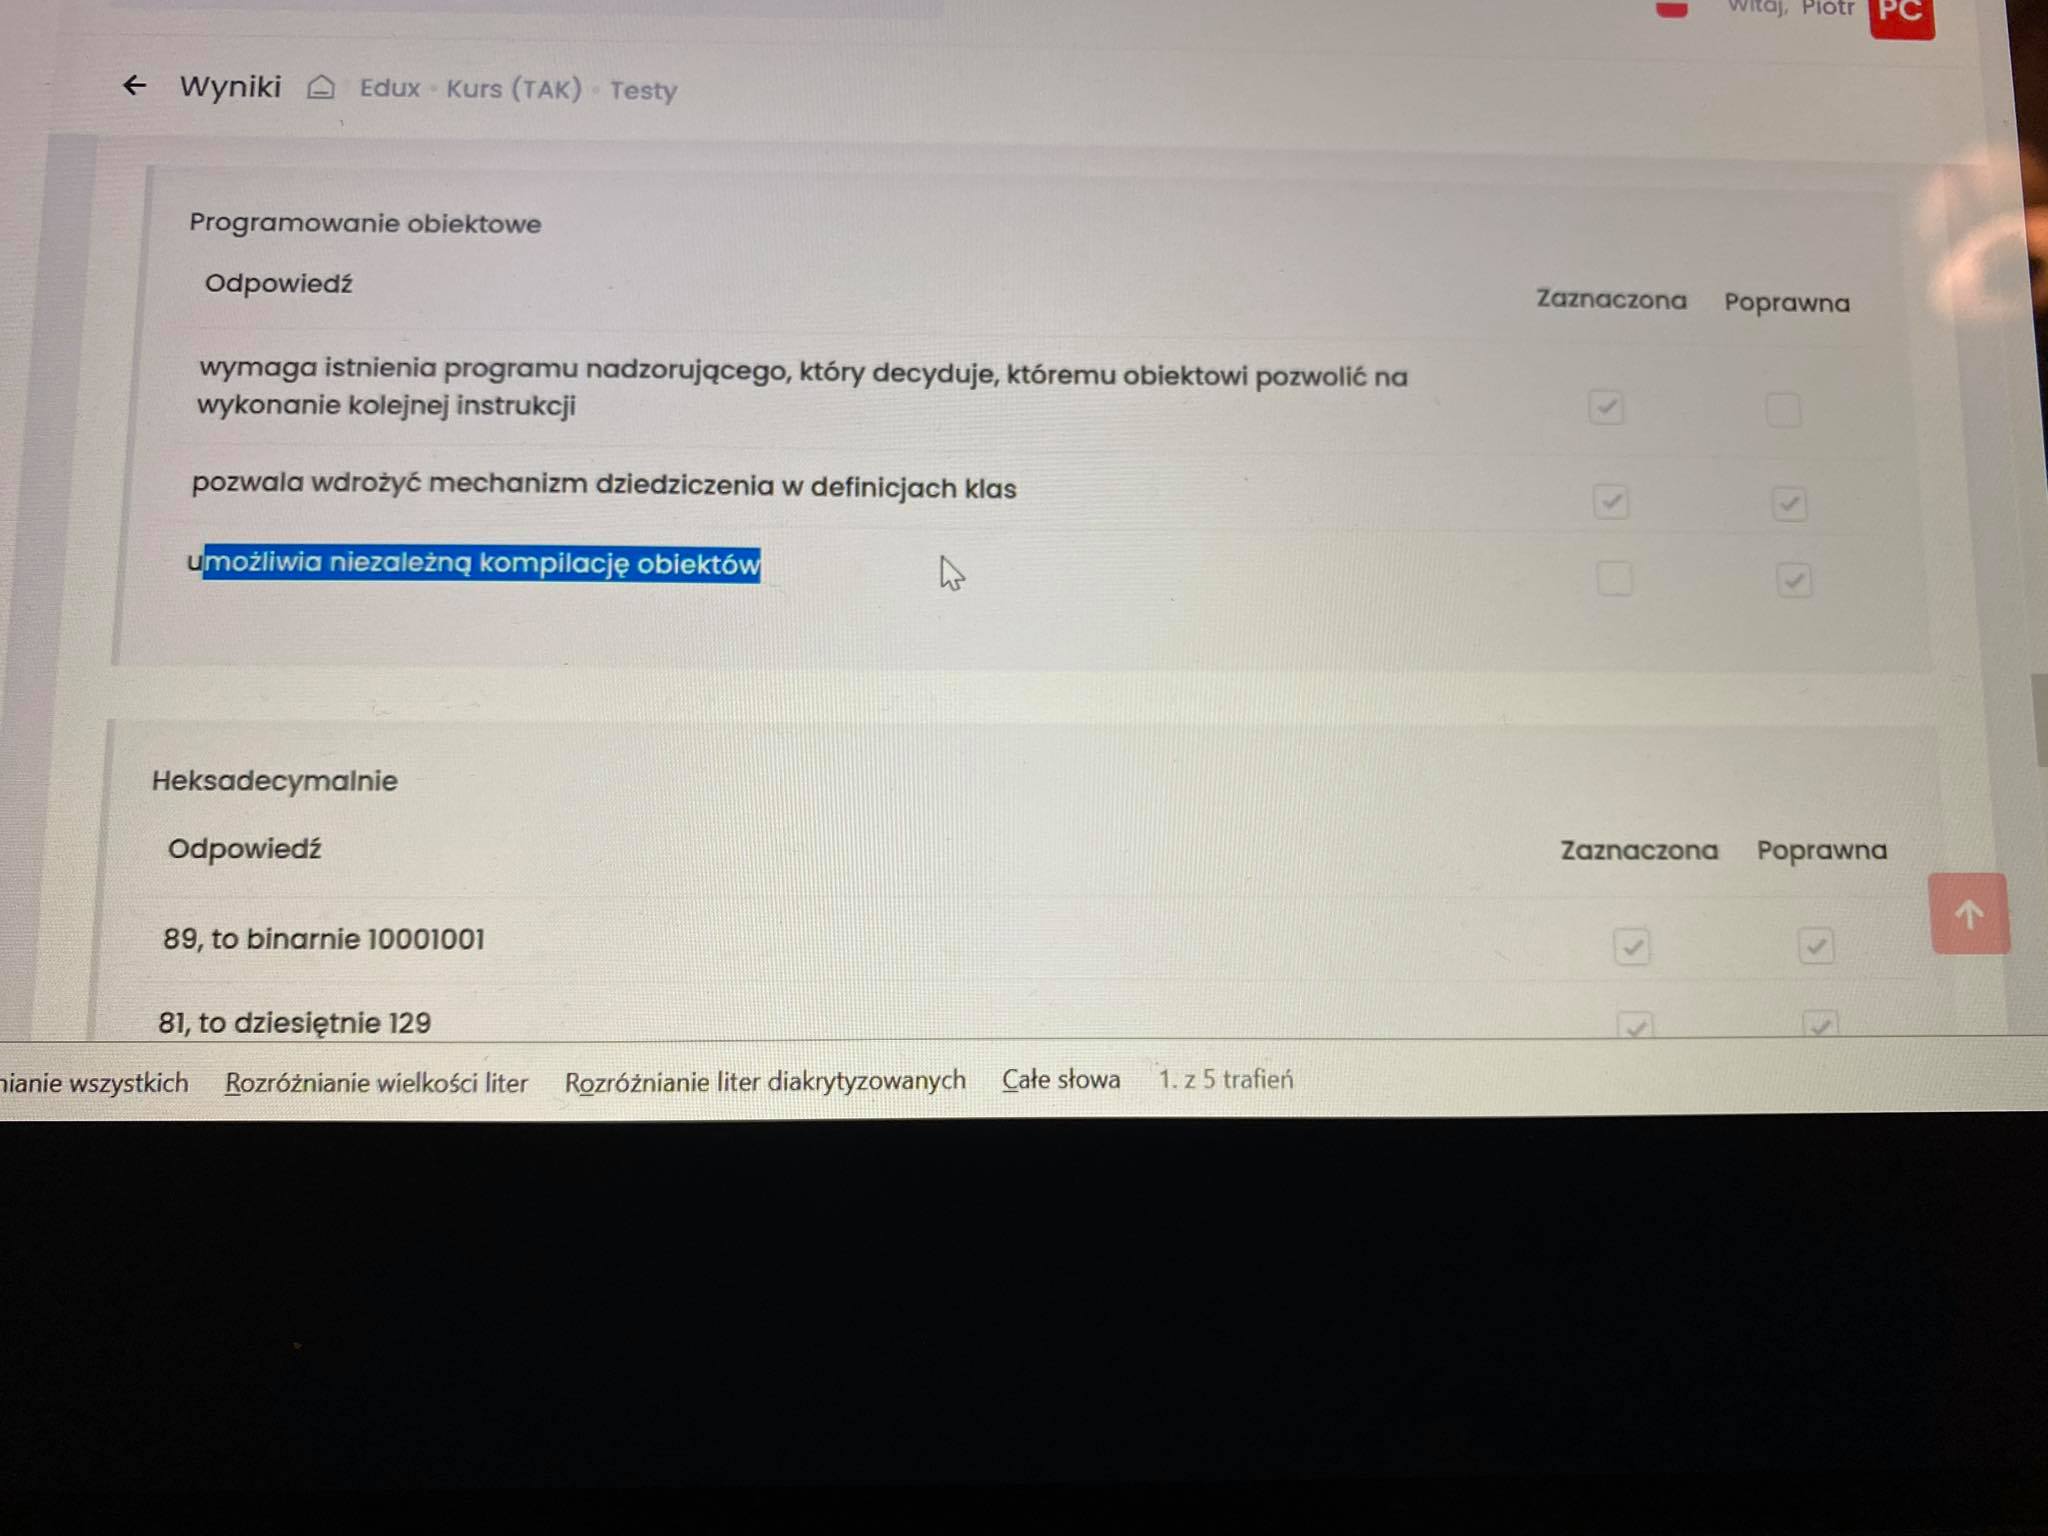 Witaj, Piotr PC
← Wyniki Edux • Kurs (TAK) • Testy
Programowanie obiektowe
Odpowiedź Zaznaczona Poprawna
wymaga istnienia programu nadzorującego, który decyduje, któremu obiektowi pozwolić na
wykonanie kolejnej instrukcji
pozwala wdrożyć mechanizm dziedziczenia w definicjach klas
umożliwia niezależną kompilację obiektów
Heksadecymalnie
Odpowiedź Zaznaczona Poprawna
89, to binarnie 10001001
81, to dziesiętnie 129
nianie wszystkich Rozróżnianie wielkości liter Rozróżnianie liter diakrytyzowanych Całe słowa 1. z 5 trafień